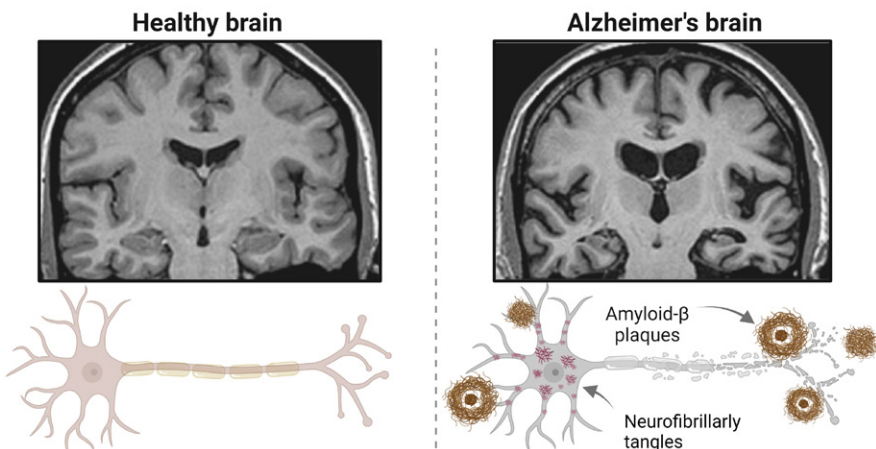 Healthy brain
Alzheimer's brain
Amyloid-β
plaques
Neurofibrillarly
tangles